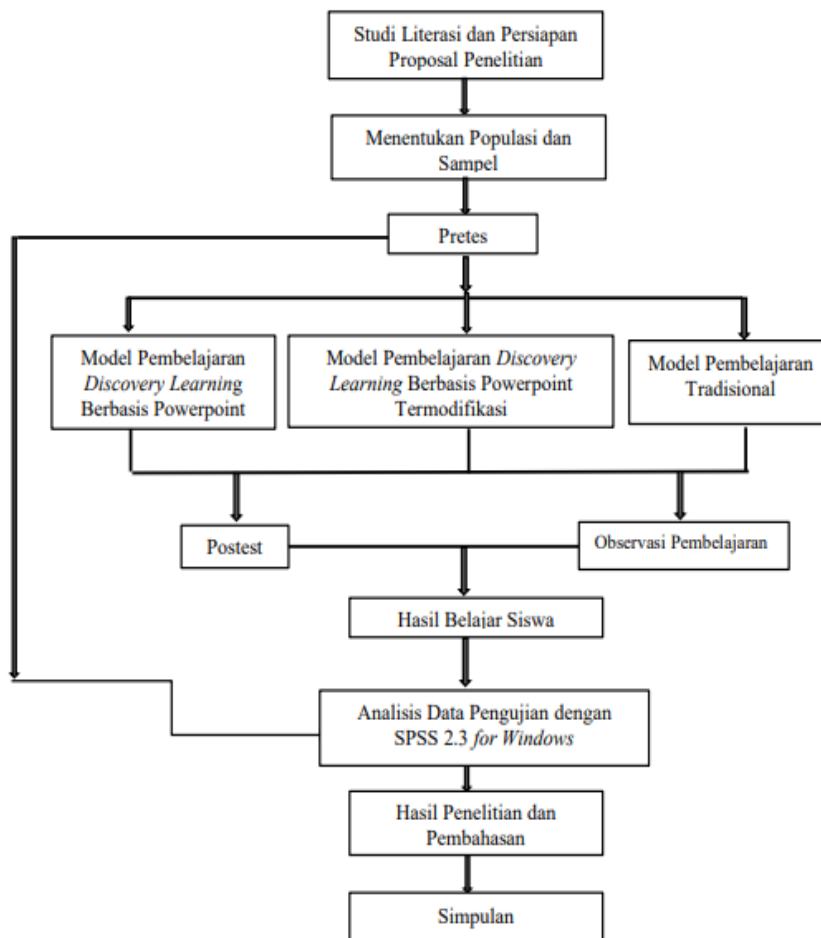 Studi Literasi dan Persiapan
Proposal Penelitian
Menentukan Populasi dan
Sampel
Pretes
Model Pembelajaran
Discovery Learning
Berbasis Powerpoint
Model Pembelajaran Discovery
Learning Berbasis Powerpoint
Termodifikasi
Model Pembelajaran
Tradisional
Postest
Observasi Pembelajaran
Hasil Belajar Siswa
Analisis Data Pengujian dengan
SPSS 2.3 for Windows
Hasil Penelitian dan
Pembahasan
Simpulan